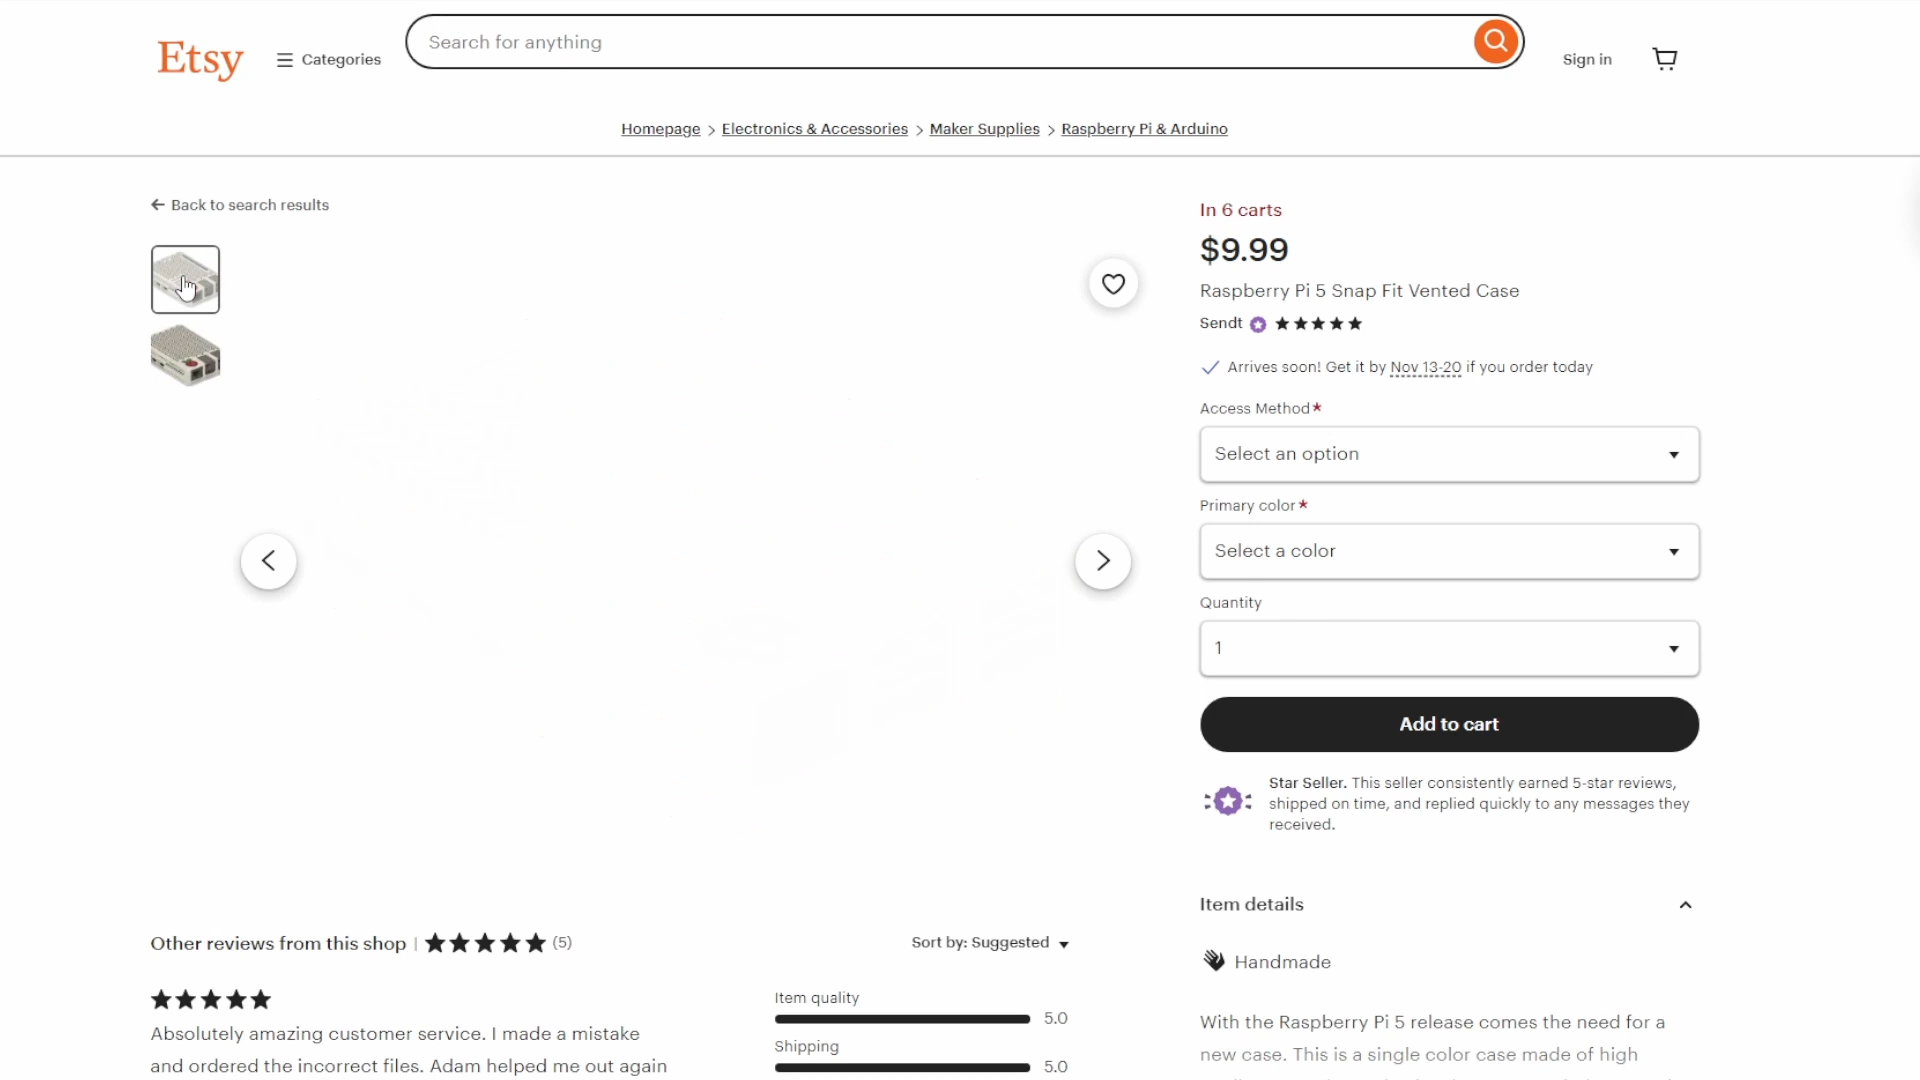 Etsy
Categories
Search for anything
Sign in
Homepage > Electronics & Accessories > Maker Supplies > Raspberry Pi & Arduino
Back to search results
In 6 carts
$9.99
Raspberry Pi 5 Snap Fit Vented Case
Sendt
Arrives soon! Get it by Nov 13-20 if you order today
Access Method*
Select an option
Primary color*
Select a color
Quantity
1
Add to cart
Star Seller. This seller consistently earned 5-star reviews,
shipped on time, and replied quickly to any messages they
received.
Item details
Handmade
With the Raspberry Pi 5 release comes the need for a
new case. This is a single color case made of high
Other reviews from this shop | (5)
Sort by: Suggested
Absolutely amazing customer service. I made a mistake
and ordered the incorrect files. Adam helped me out again
Item quality
5.0
Shipping
5.0